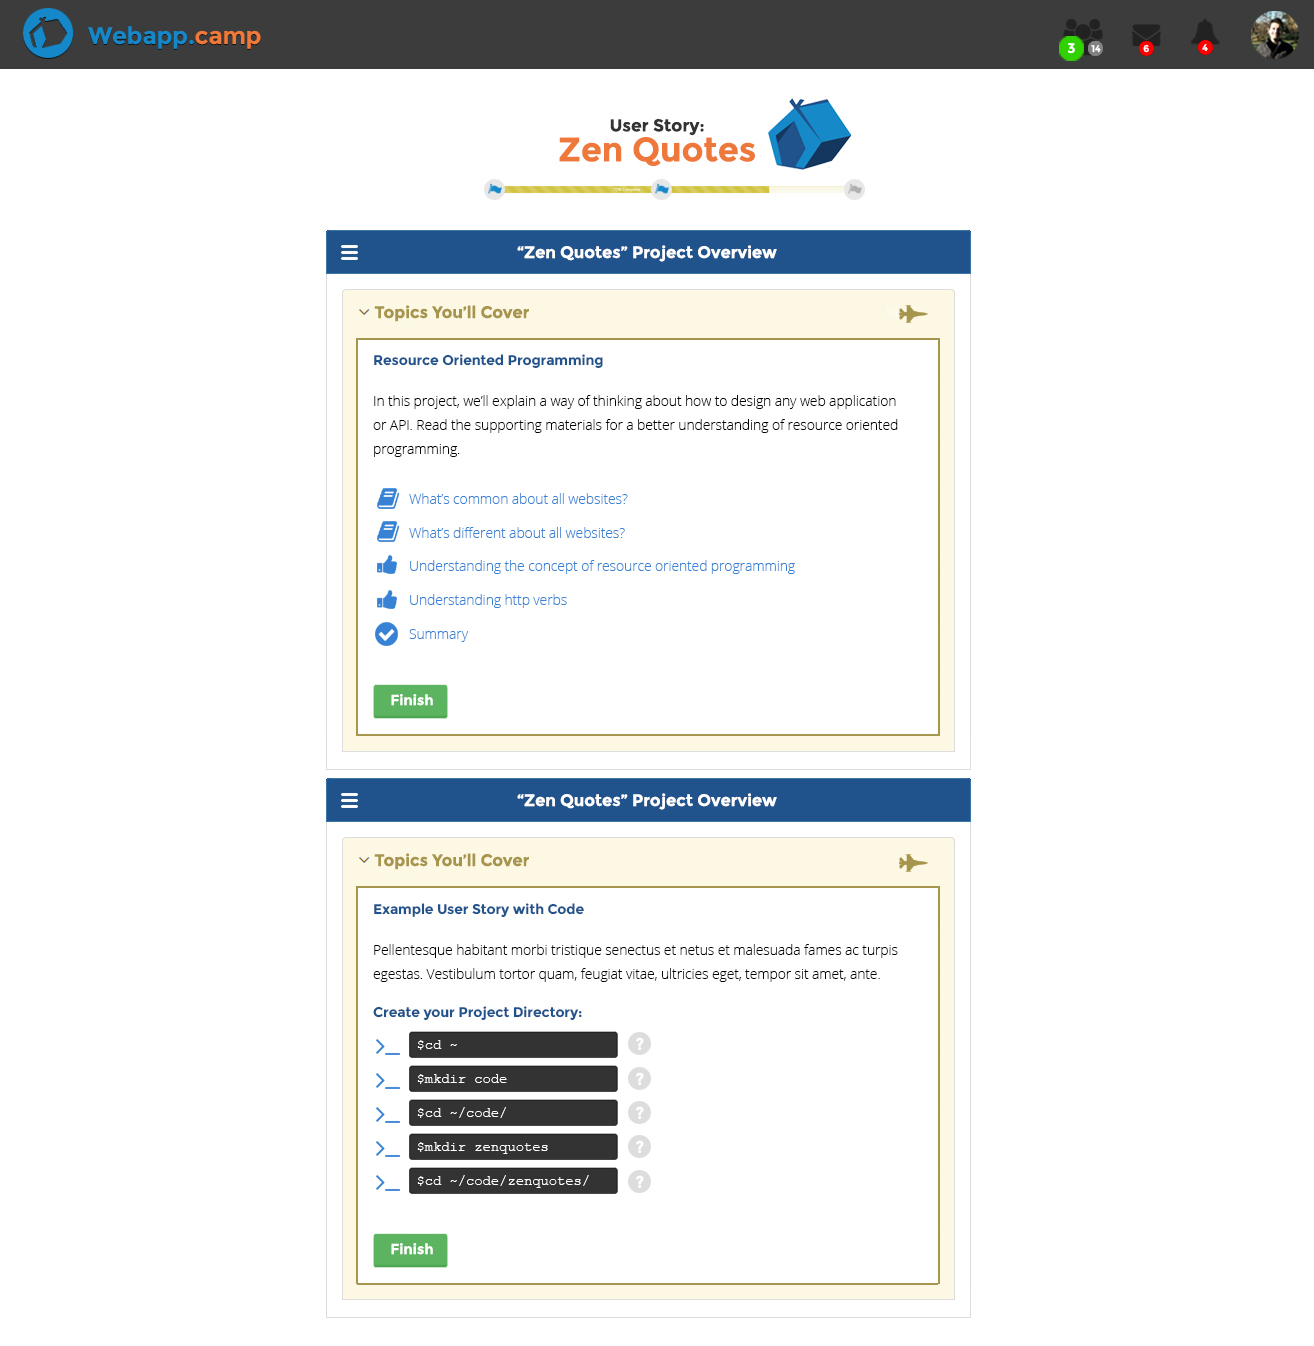 Webapp.camp
3
14
6
4
User Story:
Zen Quotes
“Zen Quotes” Project Overview
Topics You’ll Cover
Resource Oriented Programming
In this project, we’ll explain a way of thinking about how to design any web application
or API. Read the supporting materials for a better understanding of resource oriented
programming.
What’s common about all websites?
What’s different about all websites?
Understanding the concept of resource oriented programming
Understanding http verbs
Summary
Finish
“Zen Quotes” Project Overview
Topics You’ll Cover
Example User Story with Code
Pellentesque habitant morbi tristique senectus et netus et malesuada fames ac turpis
egestas. Vestibulum tortor quam, feugiat vitae, ultricies eget, tempor sit amet, ante.
Create your Project Directory:
$cd ~
?
$mkdir code
?
$cd ~/code/
?
$mkdir zenquotes
?
$cd ~/code/zenquotes/
?
Finish